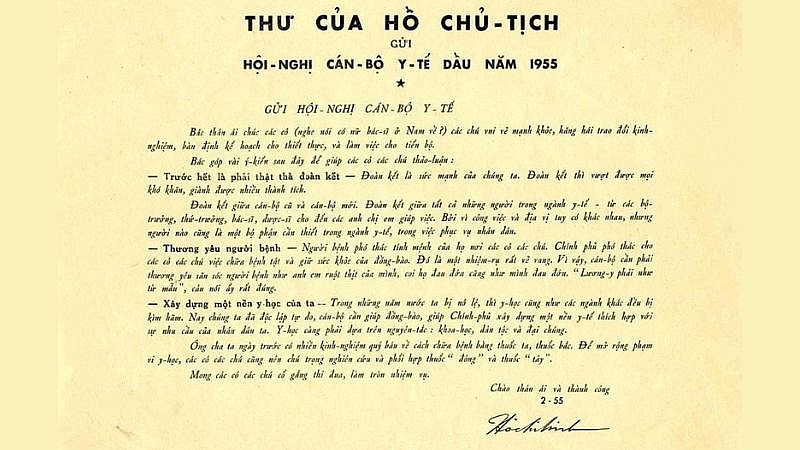 THƯ CỦA HỒ CHỦ-TỊCH
GỬI
HỘI-NGHỊ CÁN-BỘ Y-TẾ ĐẦU NĂM 1955
GỬI HỘI-NGHỊ CÁN-BỘ Y-TẾ
Bác thân ái chúc các cô (nghe nói có nữ bác-sĩ ở Nam về?) các chú vui vẻ mạnh khỏe, hăng hái trao đổi kinh-
nghiệm, bàn định kế hoạch cho thiết thực, và làm việc cho tiến bộ.
Bác góp vài ý-kiến sau đây để giúp các cô các chú thảo-luận :
— Trước hết là phải thật thà đoàn kết — Đoàn kết là sức mạnh của chúng ta. Đoàn kết thì vượt được mọi
khó khăn, giành được nhiều thành tích.
Đoàn kết giữa cán-bộ cũ và cán-bộ mới. Đoàn kết giữa tất cả những người trong ngành y-tế - từ các bộ-
trưởng, thứ-trưởng, bác-sĩ, dược-sĩ cho đến các anh chị em giúp việc. Bởi vì công việc và địa vị tuy có khác nhau, nhưng
người nào cũng là một bộ phận cần thiết trong ngành y-tế, trong việc phục vụ nhân dân.
— Thương yêu người bệnh — Người bệnh phó thác tính mệnh của họ nơi các cô các chú. Chính phủ phó thác cho
các cô các chú việc chữa bệnh tật và giữ sức khỏe của đồng-bào. Đó là một nhiệm-vụ rất vẻ vang. Vì vậy, cán-bộ cần phải
thương yêu săn sóc người bệnh như anh em ruột thịt của mình, coi họ đau đớn cũng như mình đau đớn. “Lương-y phải như
từ mẫu”, câu nói ấy rất đúng.
— Xây dựng một nền y-học của ta -- Trong những năm nước ta bị nô lệ, thì y-học cũng như các ngành khác đều bị
kìm hãm. Nay chúng ta đã độc lập tự do, cán-bộ cần giúp đồng-bào, giúp Chính-phủ xây dựng một nền y-tế thích hợp với
sự nhu cầu của nhân dân ta. Y-học càng phải dựa trên nguyên-tắc : khoa-học, dân tộc và đại chúng.
Ông cha ta ngày trước có nhiều kinh-nghiệm quý báu về cách chữa bệnh bằng thuốc ta, thuốc bắc. Để mở rộng phạm
vi y-học, các cô các chú cũng nên chú trọng nghiên cứu và phối hợp thuốc “ đông” và thuốc “tây”.
Mong các cô các chú cố gắng thi đua, làm tròn nhiệm vụ.
Chào thân ái và thành công
2 - 55
Hồ Chí Minh